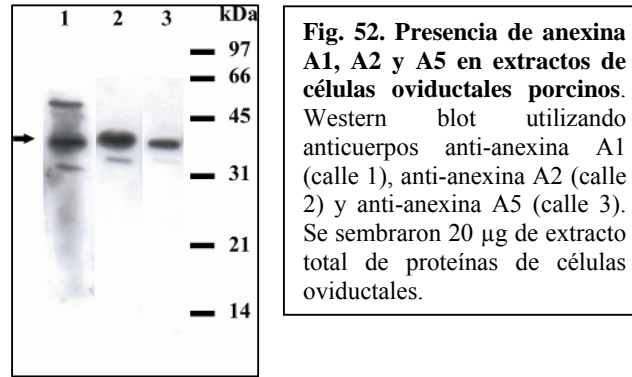 1 2 3 kDa
97
66
45
31
21
14
Fig. 52. Presencia de anexina
A1, A2 y A5 en extractos de
células oviductales porcinos.
Western blot utilizando
anticuerpos anti-anexina A1
(calle 1), anti-anexina A2 (calle
2) y anti-anexina A5 (calle 3).
Se sembraron 20 µg de extracto
total de proteínas de células
oviductales.